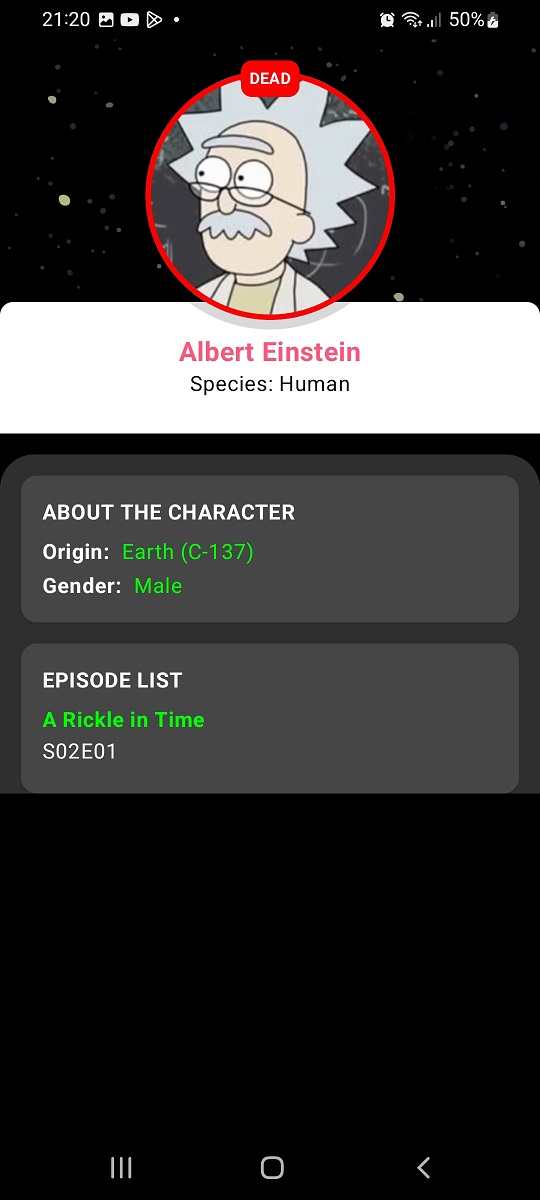 21:20 50%
DEAD
Albert Einstein
Species: Human
ABOUT THE CHARACTER
Origin: Earth (C-137)
Gender: Male
EPISODE LIST
A Rickle in Time
S02E01